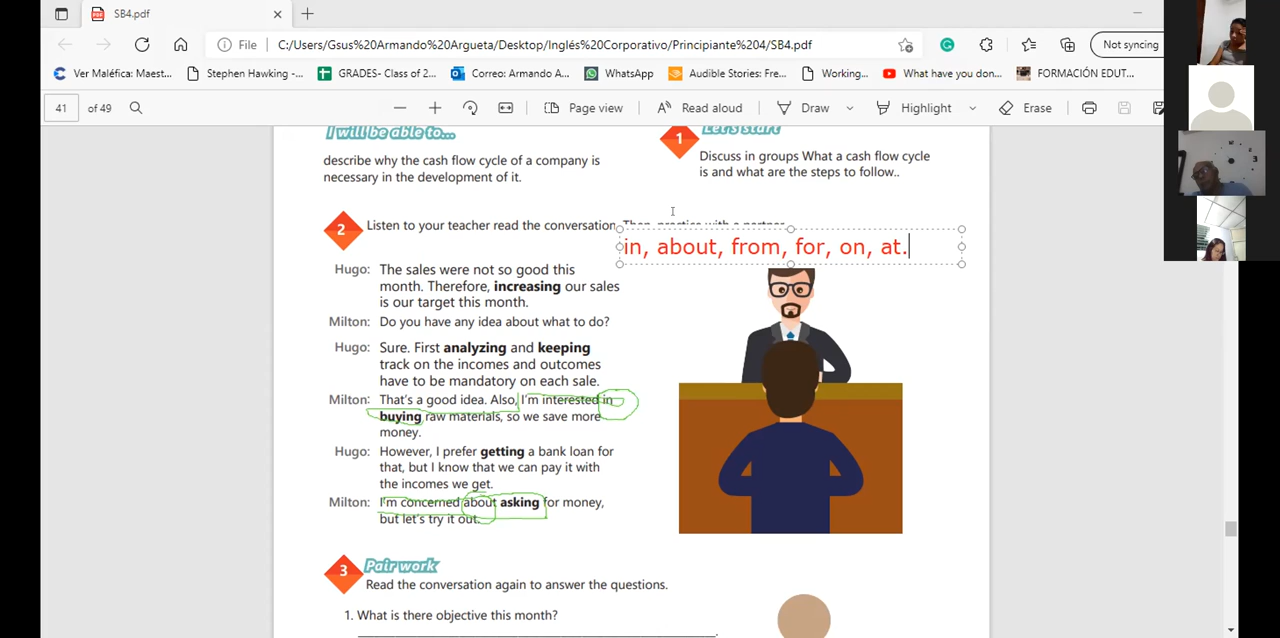 SB4.pdf
File
C:/Users/Gsus%20Armando%20Argueta/Desktop/Inglés%20Corporativo/Principiante%204/SB4.pdf
Not syncing
Ver Maléfica: Maest...
Stephen Hawking -...
GRADES- Class of 2...
Correo: Armando A...
WhatsApp
Audible Stories: Fre...
Working...
What have you don...
FORMACIÓN EDUT...
41 of 49
Page view
Read aloud
Draw
Highlight
Erase
I will be able to...
describe why the cash flow cycle of a company is
necessary in the development of it.
1 Let's start
Discuss in groups What a cash flow cycle
is and what are the steps to follow..
2 Listen to your teacher read the conversation. Then, practice with a partner
in, about, from, for, on, at.
Hugo: The sales were not so good this
month. Therefore, increasing our sales
is our target this month.
Milton: Do you have any idea about what to do?
Hugo: Sure. First analyzing and keeping
track on the incomes and outcomes
have to be mandatory on each sale.
Milton: That's a good idea. Also, I'm interested in
buying raw materials, so we save more
money.
Hugo: However, I prefer getting a bank loan for
that, but I know that we can pay it with
the incomes we get.
Milton: I'm concerned about asking for money,
but let's try it out.
3 Pair work
Read the conversation again to answer the questions.
1. What is there objective this month?